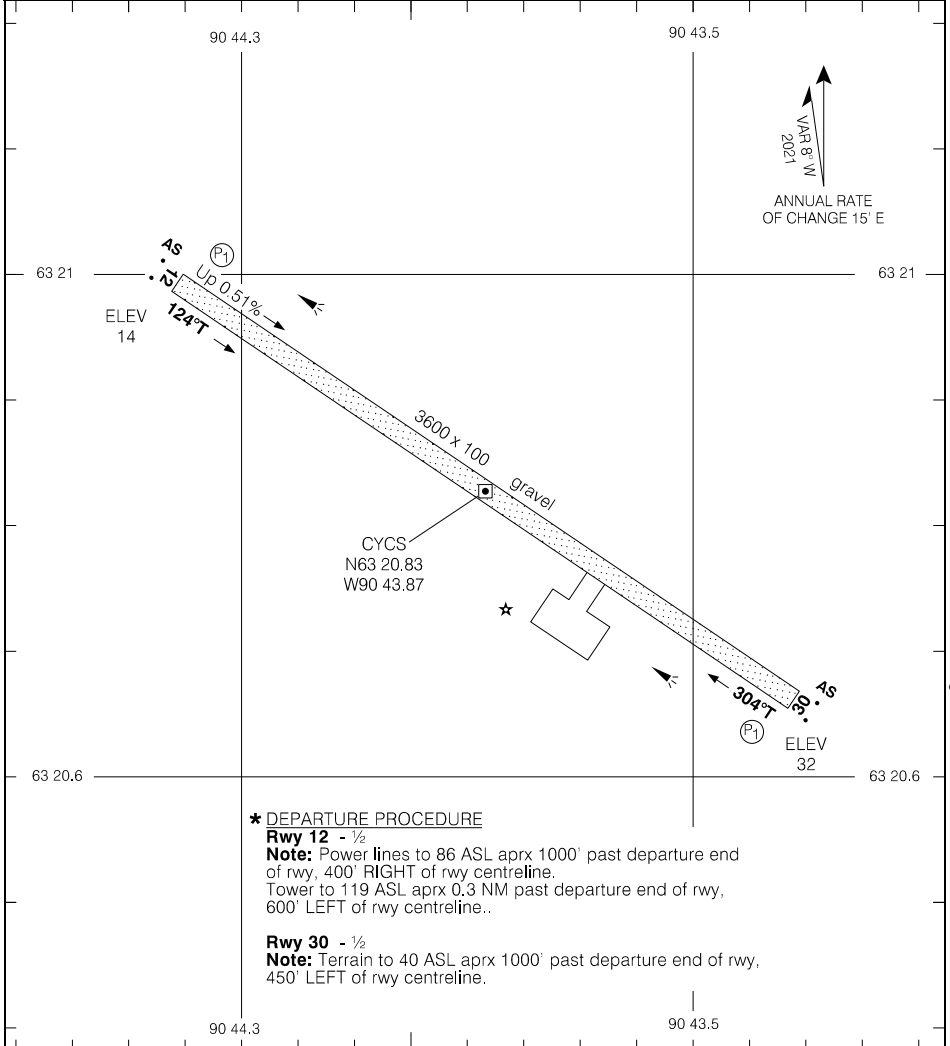 90 44.3
90 43.5
VAR 8° W
2021
ANNUAL RATE
OF CHANGE 15' E
AS
P1
63 21
63 21
12
Up 0.51%
ELEV
14
124°T
3600 x 100
gravel
CYCS
N63 20.83
W90 43.87
AS
30
304°T
P1
ELEV
32
63 20.6
63 20.6
* DEPARTURE PROCEDURE
Rwy 12 - ½
Note: Power lines to 86 ASL aprx 1000' past departure end
of rwy, 400' RIGHT of rwy centreline.
Tower to 119 ASL aprx 0.3 NM past departure end of rwy,
600' LEFT of rwy centreline..
Rwy 30 - ½
Note: Terrain to 40 ASL aprx 1000' past departure end of rwy,
450' LEFT of rwy centreline.
90 44.3
90 43.5